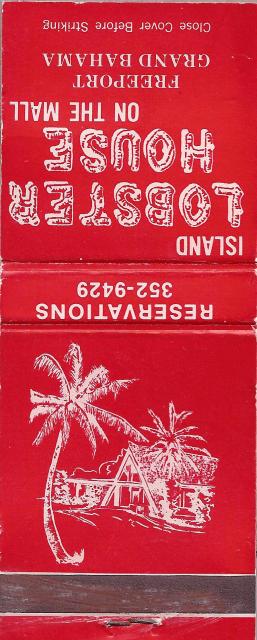 ISLAND
LOBSTER
HOUSE
ON THE MALL
FREEPORT
GRAND BAHAMA
Close Cover Before Striking
RESERVATIONS
352-9429